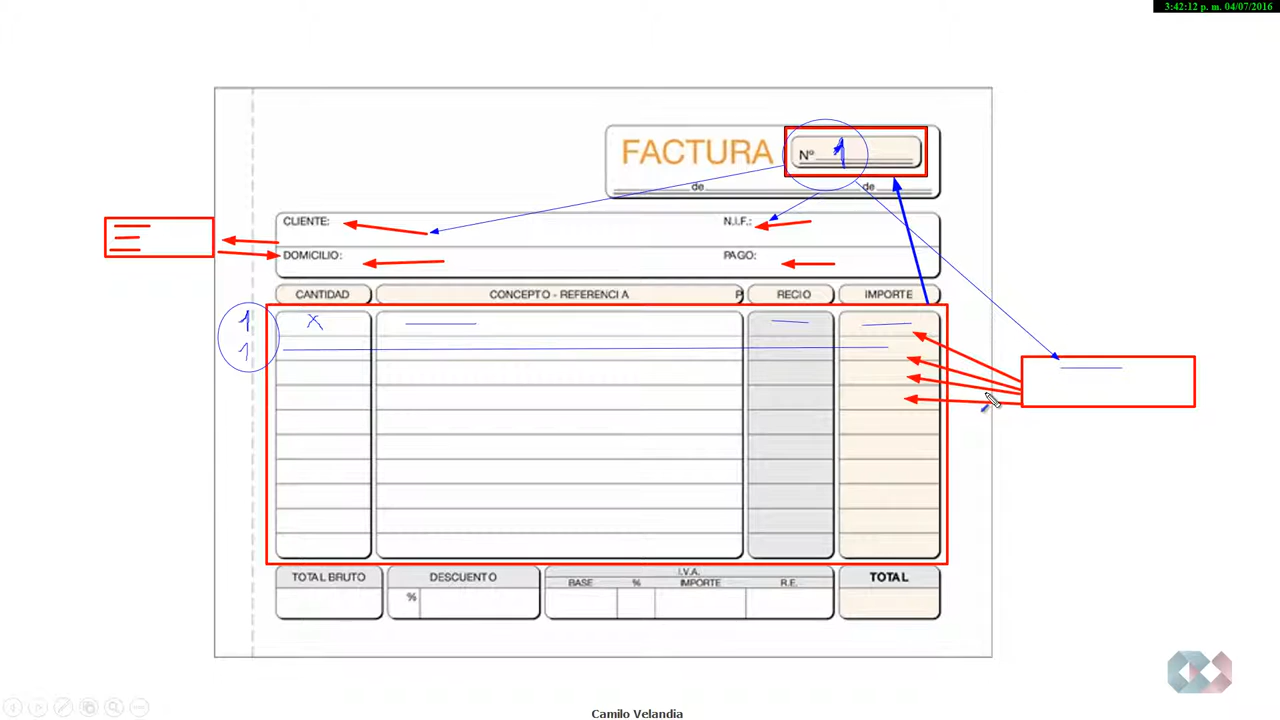 3:42:12 p. m. 04/07/2016
FACTURA
Nº 1
de de
CLIENTE: N.I.F.:
DOMICILIO: PAGO:
CANTIDAD CONCEPTO - REFERENCIA P RECIO IMPORTE
1 X
1
TOTAL BRUTO DESCUENTO I.V.A. TOTAL
BASE % IMPORTE R.E.
%
Camilo Velandia